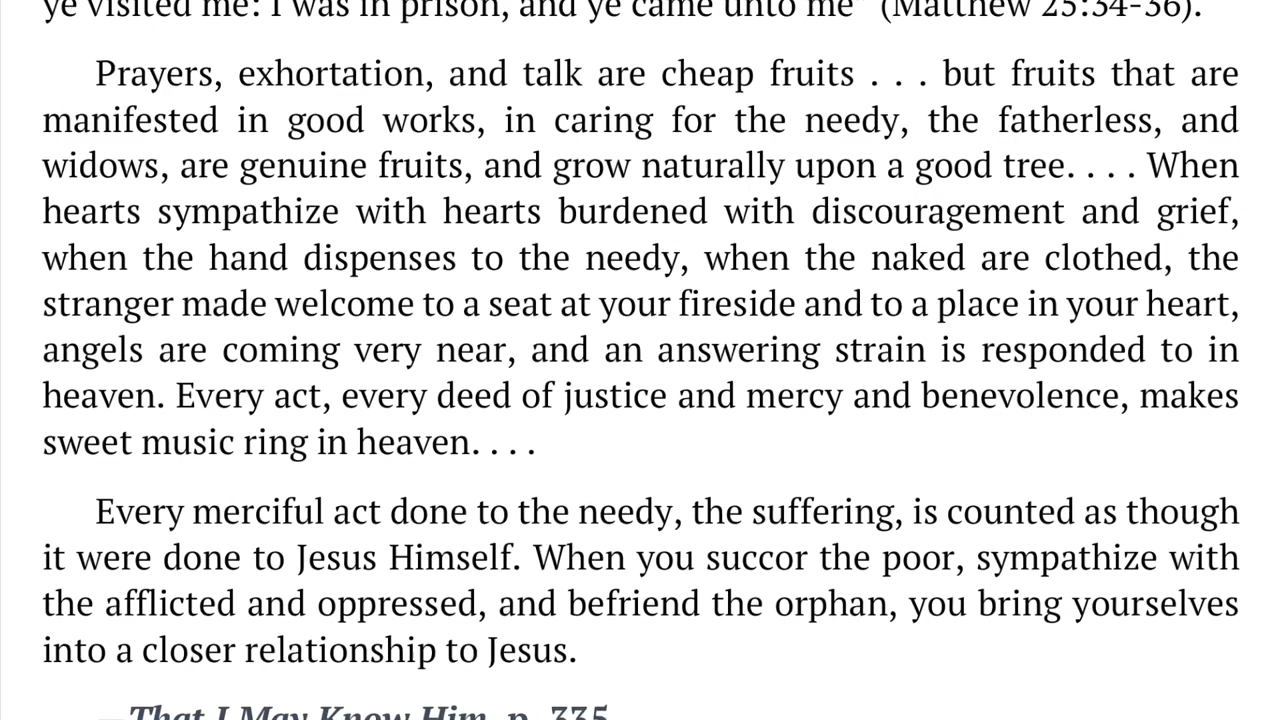 ye visited me: I was in prison, and ye came unto me” (Matthew 25:34-36).
Prayers, exhortation, and talk are cheap fruits . . . but fruits that are
manifested in good works, in caring for the needy, the fatherless, and
widows, are genuine fruits, and grow naturally upon a good tree. . . . When
hearts sympathize with hearts burdened with discouragement and grief,
when the hand dispenses to the needy, when the naked are clothed, the
stranger made welcome to a seat at your fireside and to a place in your heart,
angels are coming very near, and an answering strain is responded to in
heaven. Every act, every deed of justice and mercy and benevolence, makes
sweet music ring in heaven. . . .
Every merciful act done to the needy, the suffering, is counted as though
it were done to Jesus Himself. When you succor the poor, sympathize with
the afflicted and oppressed, and befriend the orphan, you bring yourselves
into a closer relationship to Jesus.
—That I May Know Him, p. 335